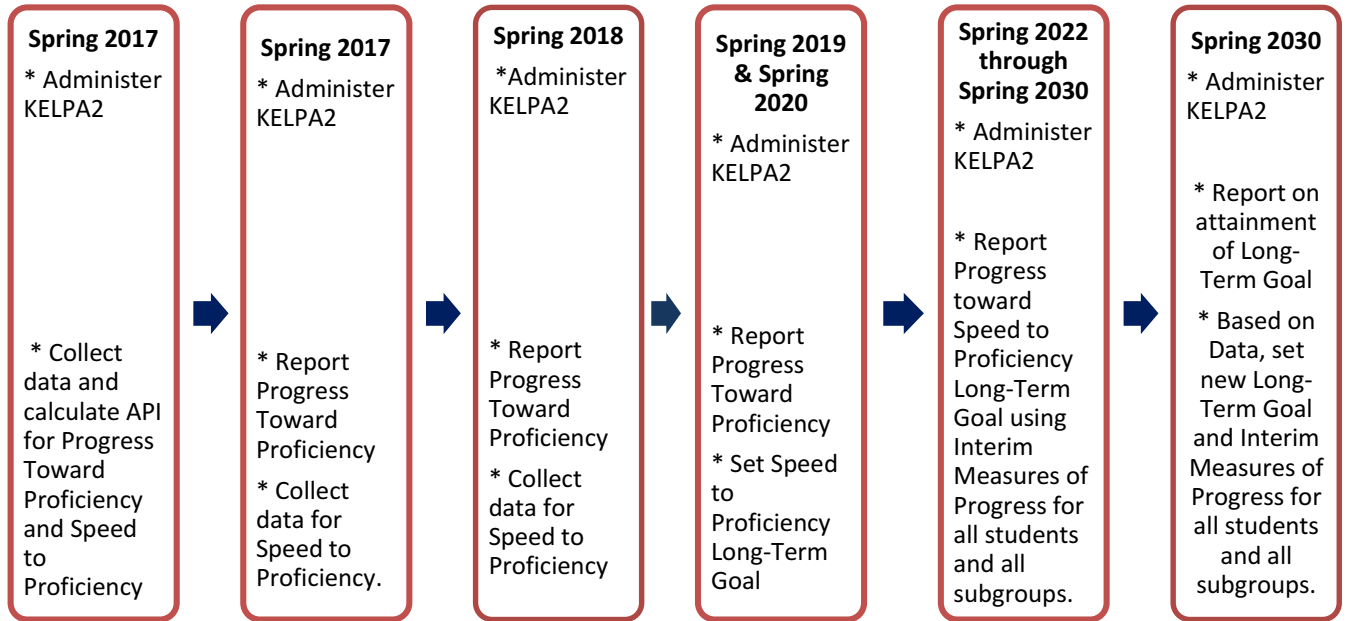 Spring 2017
* Administer
KELPA2
* Collect
data and
calculate API
for Progress
Toward
Proficiency
and Speed
to
Proficiency
Spring 2017
* Administer
KELPA2
* Report
Progress
Toward
Proficiency
* Collect
data for
Speed to
Proficiency.
Spring 2018
*Administer
KELPA2
* Report
Progress
Toward
Proficiency
* Collect
data for
Speed to
Proficiency
Spring 2019
& Spring
2020
* Administer
KELPA2
* Report
Progress
Toward
Proficiency
* Set Speed
to
Proficiency
Long-Term
Goal
Spring 2022
through
Spring 2030
* Administer
KELPA2
* Report
Progress
toward
Speed to
Proficiency
Long-Term
Goal using
Interim
Measures of
Progress for
all students
and all
subgroups.
Spring 2030
* Administer
KELPA2
* Report on
attainment
of Long-
Term Goal
* Based on
Data, set
new Long-
Term Goal
and Interim
Measures of
Progress for
all students
and all
subgroups.